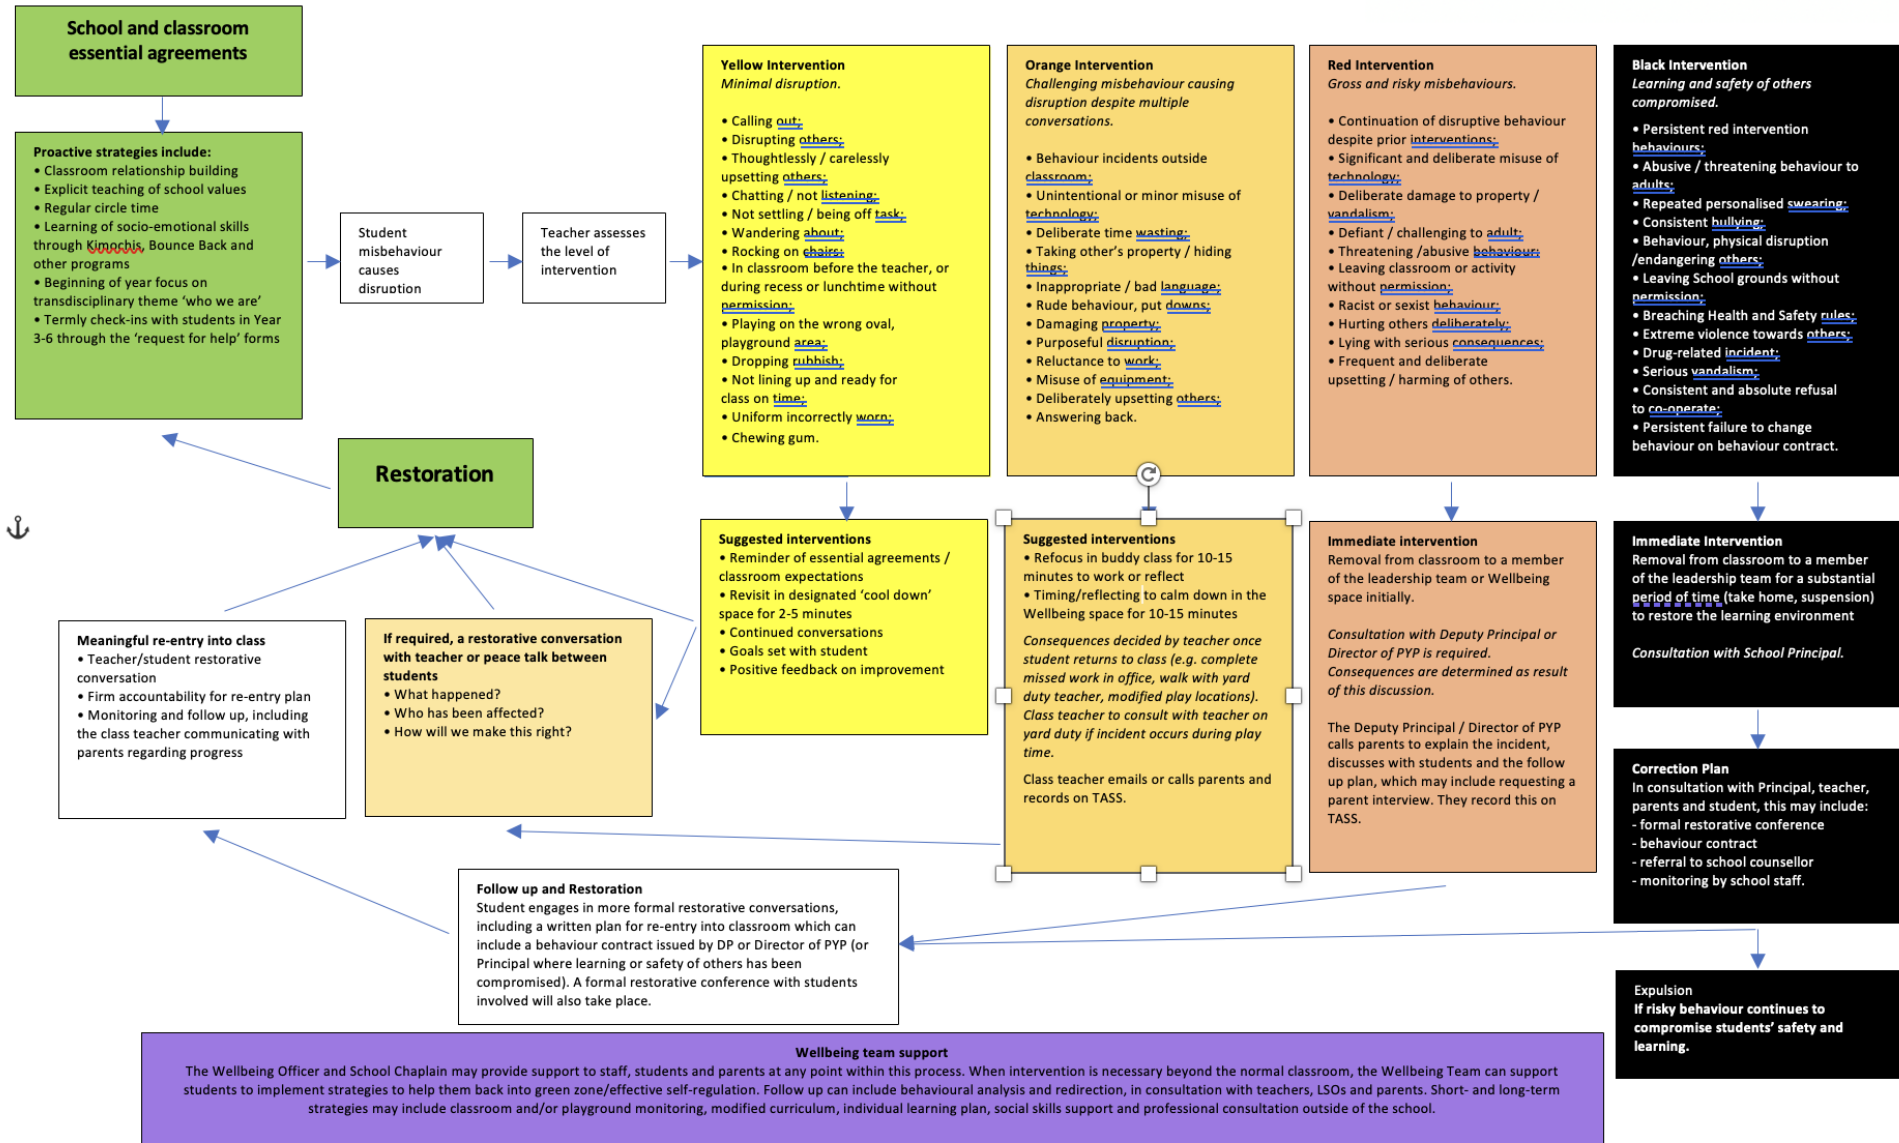 School and classroom
essential agreements
Proactive strategies include:
• Classroom relationship building
• Explicit teaching of school values
• Regular circle time
• Learning of socio-emotional skills
through Kimochis, Bounce Back and
other programs
• Beginning of year focus on
transdisciplinary theme ‘who we are’
• Termly check-ins with students in Year
3-6 through the ‘request for help’ forms
Student
misbehaviour
causes
disruption
Teacher assesses
the level of
intervention
Yellow Intervention
Minimal disruption.
• Calling out;
• Disrupting others;
• Thoughtlessly / carelessly
upsetting others;
• Chatting / not listening;
• Not settling / being off task;
• Wandering about;
• Rocking on chairs;
• In classroom before the teacher, or
during recess or lunchtime without
permission;
• Playing on the wrong oval,
playground area;
• Dropping rubbish;
• Not lining up and ready for
class on time;
• Uniform incorrectly worn;
• Chewing gum.
Orange Intervention
Challenging misbehaviour causing
disruption despite multiple
conversations.
• Behaviour incidents outside
classroom;
• Unintentional or minor misuse of
technology;
• Deliberate time wasting;
• Taking other’s property / hiding
things;
• Inappropriate / bad language;
• Rude behaviour, put downs;
• Damaging property;
• Purposeful disruption;
• Reluctance to work;
• Misuse of equipment;
• Deliberately upsetting others;
• Answering back.
Red Intervention
Gross and risky misbehaviours.
• Continuation of disruptive behaviour
despite prior interventions;
• Significant and deliberate misuse of
technology;
• Deliberate damage to property /
vandalism;
• Defiant / challenging to adult;
• Threatening /abusive behaviour;
• Leaving classroom or activity
without permission;
• Racist or sexist behaviour;
• Hurting others deliberately;
• Lying with serious consequences;
• Frequent and deliberate
upsetting / harming of others.
Black Intervention
Learning and safety of others
compromised.
• Persistent red intervention
behaviours;
• Abusive / threatening behaviour to
adults;
• Repeated personalised swearing;
• Consistent bullying;
• Behaviour, physical disruption
/endangering others;
• Leaving School grounds without
permission;
• Breaching Health and Safety rules;
• Extreme violence towards others;
• Drug-related incident;
• Serious vandalism;
• Consistent and absolute refusal
to co-operate;
• Persistent failure to change
behaviour on behaviour contract.
Restoration
Suggested interventions
• Reminder of essential agreements /
classroom expectations
• Revisit in designated ‘cool down’
space for 2-5 minutes
• Continued conversations
• Goals set with student
• Positive feedback on improvement
Suggested interventions
• Refocus in buddy class for 10-15
minutes to work or reflect
• Timing/reflecting to calm down in the
Wellbeing space for 10-15 minutes
Consequences decided by teacher once
student returns to class (e.g. complete
missed work in office, walk with yard
duty teacher, modified play locations).
Class teacher to consult with teacher on
yard duty if incident occurs during play
time.
Class teacher emails or calls parents and
records on TASS.
Immediate intervention
Removal from classroom to a member
of the leadership team or Wellbeing
space initially.
Consultation with Deputy Principal or
Director of PYP is required.
Consequences are determined as result
of this discussion.
The Deputy Principal / Director of PYP
calls parents to explain the incident,
discusses with students and the follow
up plan, which may include requesting a
parent interview. They record this on
TASS.
Immediate Intervention
Removal from classroom to a member
of the leadership team for a substantial
period of time (take home, suspension)
to restore the learning environment
Consultation with School Principal.
Meaningful re-entry into class
• Teacher/student restorative
conversation
• Firm accountability for re-entry plan
• Monitoring and follow up, including
the class teacher communicating with
parents regarding progress
If required, a restorative conversation
with teacher or peace talk between
students
• What happened?
• Who has been affected?
• How will we make this right?
Correction Plan
In consultation with Principal, teacher,
parents and student, this may include:
- formal restorative conference
- behaviour contract
- referral to school counsellor
- monitoring by school staff.
Follow up and Restoration
Student engages in more formal restorative conversations,
including a written plan for re-entry into classroom which can
include a behaviour contract issued by DP or Director of PYP (or
Principal where learning or safety of others has been
compromised). A formal restorative conference with students
involved will also take place.
Expulsion
If risky behaviour continues to
compromise students’ safety and
learning.
Wellbeing team support
The Wellbeing Officer and School Chaplain may provide support to staff, students and parents at any point within this process. When intervention is necessary beyond the normal classroom, the Wellbeing Team can support
students to implement strategies to help them back into green zone/effective self-regulation. Follow up can include behavioural analysis and redirection, in consultation with teachers, LSOs and parents. Short- and long-term
strategies may include classroom and/or playground monitoring, modified curriculum, individual learning plan, social skills support and professional consultation outside of the school.